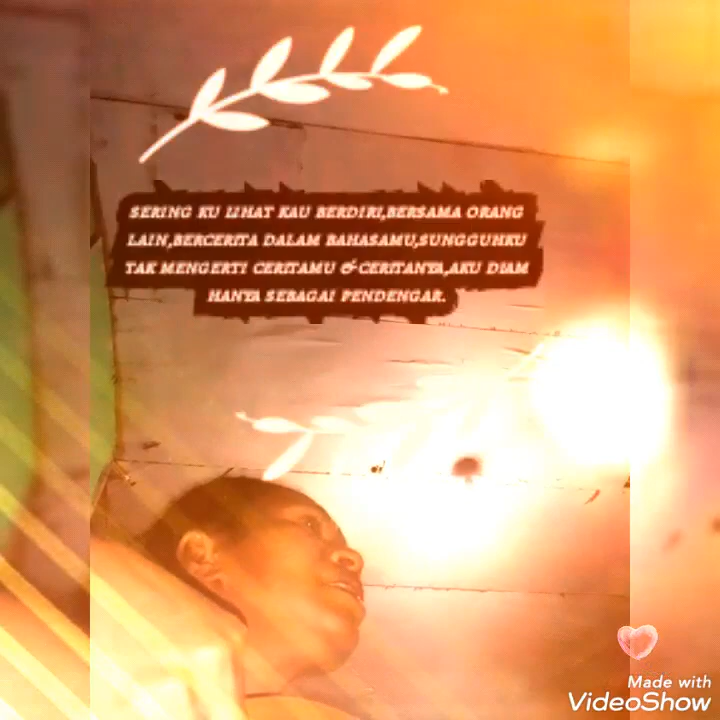 SERING KU LIHAT KAU BERDIRI,BERSAMA ORANG
LAIN,BERCERITA DALAM BAHASAMU,SUNGGUHKU
TAK MENGERTI CERITAMU & CERITANYA,AKU DIAM
HANYA SEBAGAI PENDENGAR.
Made with
VideoShow